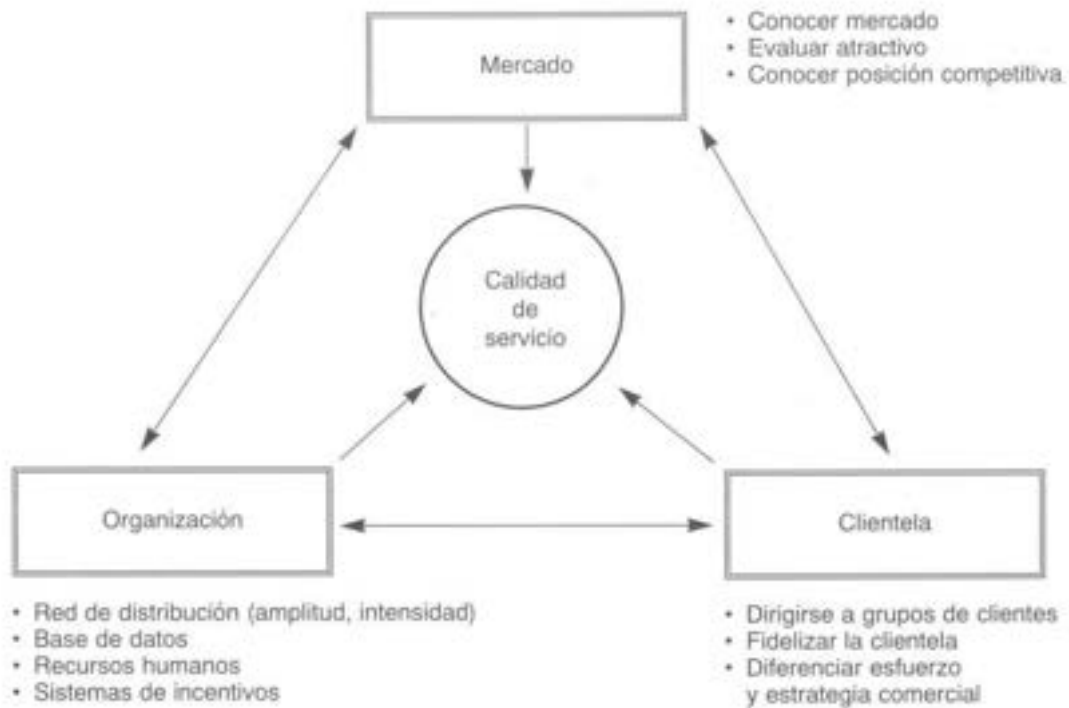 Mercado
• Conocer mercado
• Evaluar atractivo
• Conocer posición competitiva
Calidad
de
servicio
Organización
• Red de distribución (amplitud, intensidad)
• Base de datos
• Recursos humanos
• Sistemas de incentivos
Clientela
• Dirigirse a grupos de clientes
• Fidelizar la clientela
• Diferenciar esfuerzo
y estrategia comercial